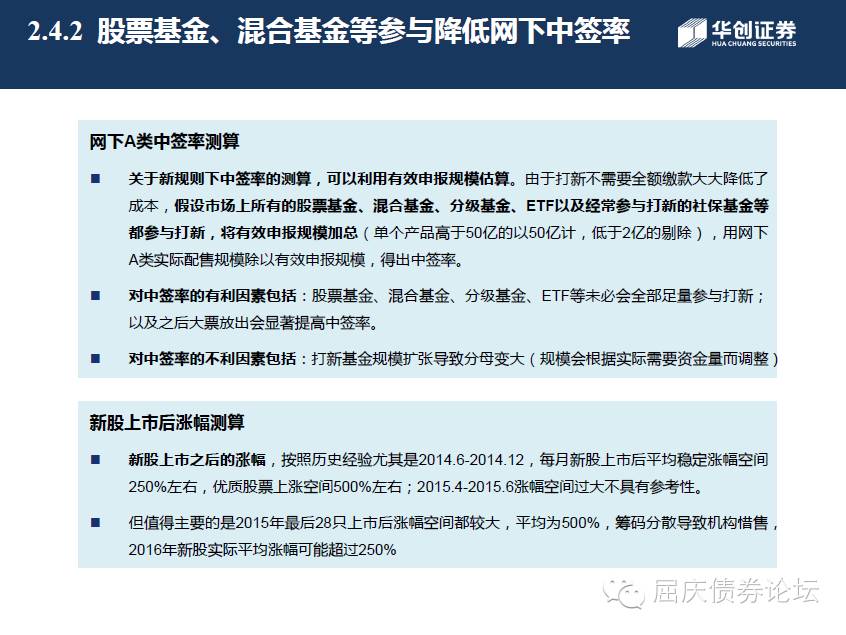 2.4.2 股票基金、混合基金等参与降低网下中签率
华创证券
HUA CHUANG SECURITIES
网下A类中签率测算
■ 关于新规则下中签率的测算，可以利用有效申报规模估算。由于打新不需要全额缴款大大降低了
成本，假设市场上所有的股票基金、混合基金、分级基金、ETF以及经常参与打新的社保基金等
都参与打新，将有效申报规模加总（单个产品高于50亿的以50亿计，低于2亿的剔除），用网下
A类实际配售规模除以有效申报规模，得出中签率。
■ 对中签率的有利因素包括：股票基金、混合基金、分级基金、ETF等未必会全部足量参与打新；
以及之后大票放出会显著提高中签率。
■ 对中签率的不利因素包括：打新基金规模扩张导致分母变大（规模会根据实际需要资金量而调整）
新股上市后涨幅测算
■ 新股上市之后的涨幅，按照历史经验尤其是2014.6-2014.12，每月新股上市后平均稳定涨幅空间
250%左右，优质股票上涨空间500%左右；2015.4-2015.6涨幅空间过大不具有参考性。
■ 但值得主要的是2015年最后28只上市后涨幅空间都较大，平均为500%，筹码分散导致机构惜售，
2016年新股实际平均涨幅可能超过250%
屈庆债券论坛